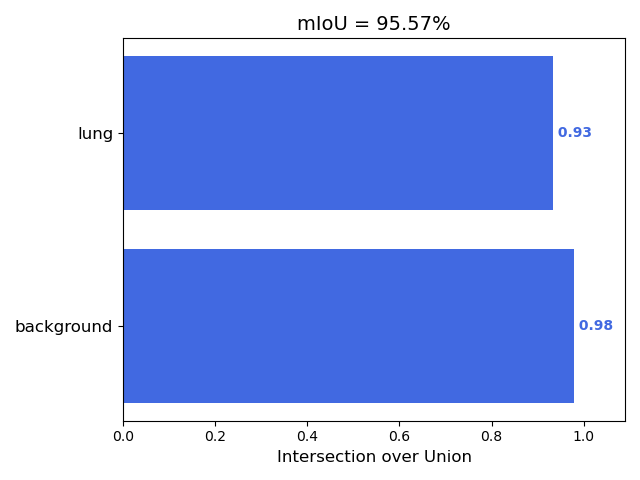 mIoU = 95.57%
lung
0.93
background
0.98
0.0 0.2 0.4 0.6 0.8 1.0
Intersection over Union